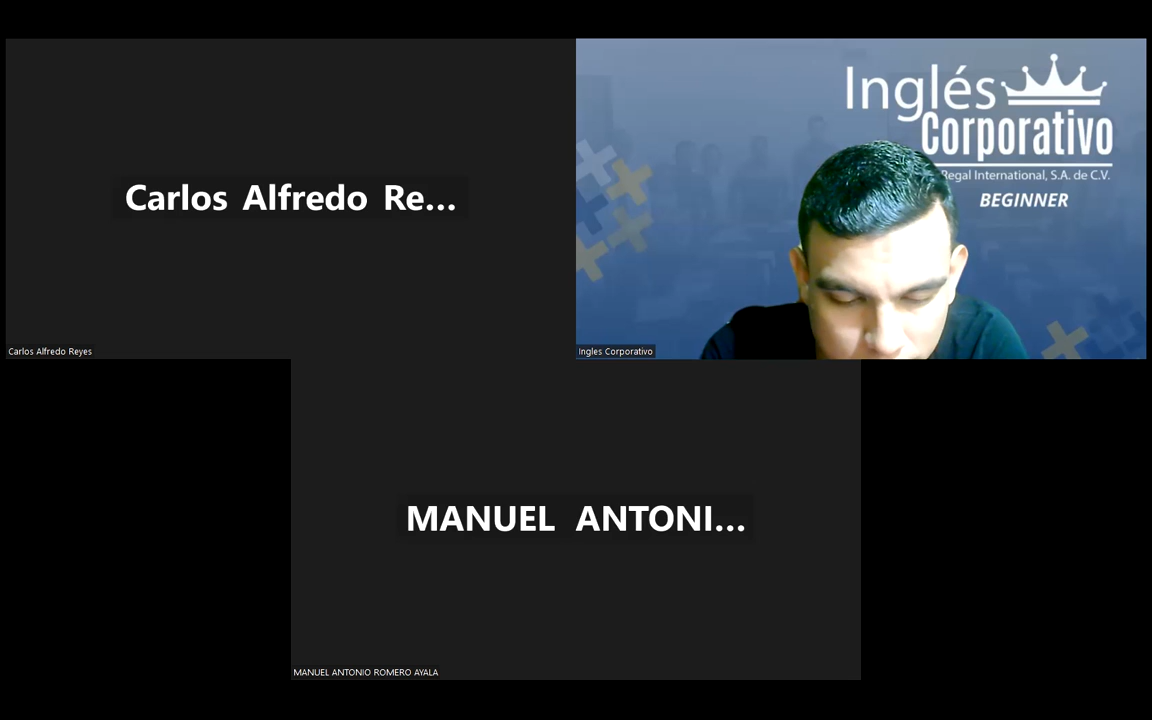 Carlos Alfredo Re...
Carlos Alfredo Reyes
Inglés
Corporativo
Regal International, S.A. de C.V.
BEGINNER
Ingles Corporativo
MANUEL ANTONI...
MANUEL ANTONIO ROMERO AYALA